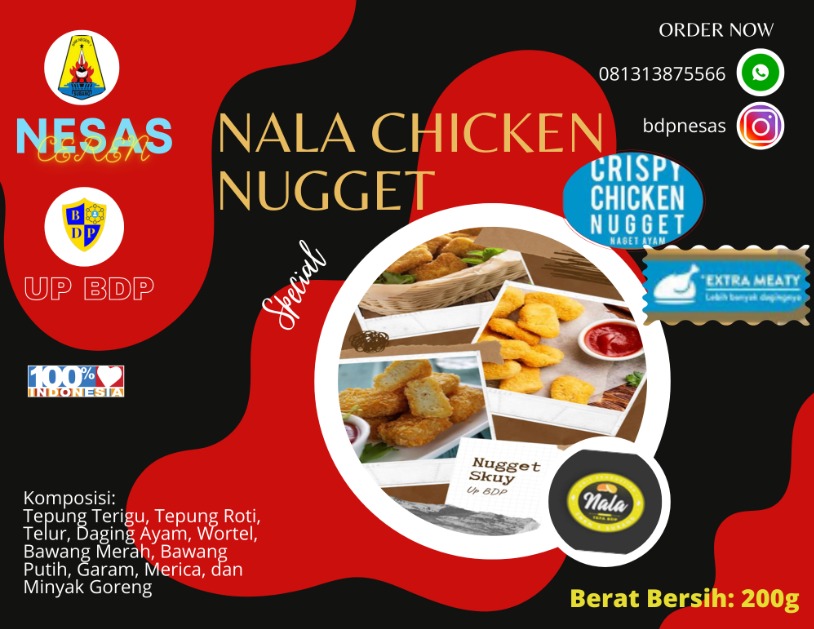 ORDER NOW
081313875566
bdpnesas
NESAS
CEKEN
NALA CHICKEN
NUGGET
CRISPY
CHICKEN
NUGGET
NAGET AYAM
BDP
UP BDP
Special
"EXTRA MEATY
Lebih banyak dagingnya
100%
INDONESIA
Nugget
Skuy
Up BDP
Nala
Komposisi:
Tepung Terigu, Tepung Roti,
Telur, Daging Ayam, Wortel,
Bawang Merah, Bawang
Putih, Garam, Merica, dan
Minyak Goreng
Berat Bersih: 200g